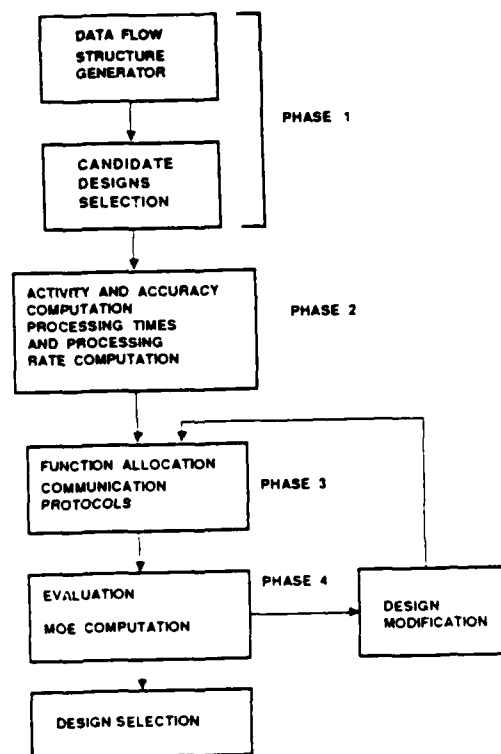 DATA FLOW
STRUCTURE
GENERATOR
PHASE 1
CANDIDATE
DESIGNS
SELECTION
ACTIVITY AND ACCURACY
COMPUTATION
PROCESSING TIMES
AND PROCESSING
RATE COMPUTATION
PHASE 2
FUNCTION ALLOCATION
COMMUNICATION
PROTOCOLS
PHASE 3
PHASE 4
EVALUATION
MOE COMPUTATION
DESIGN
MODIFICATION
DESIGN SELECTION